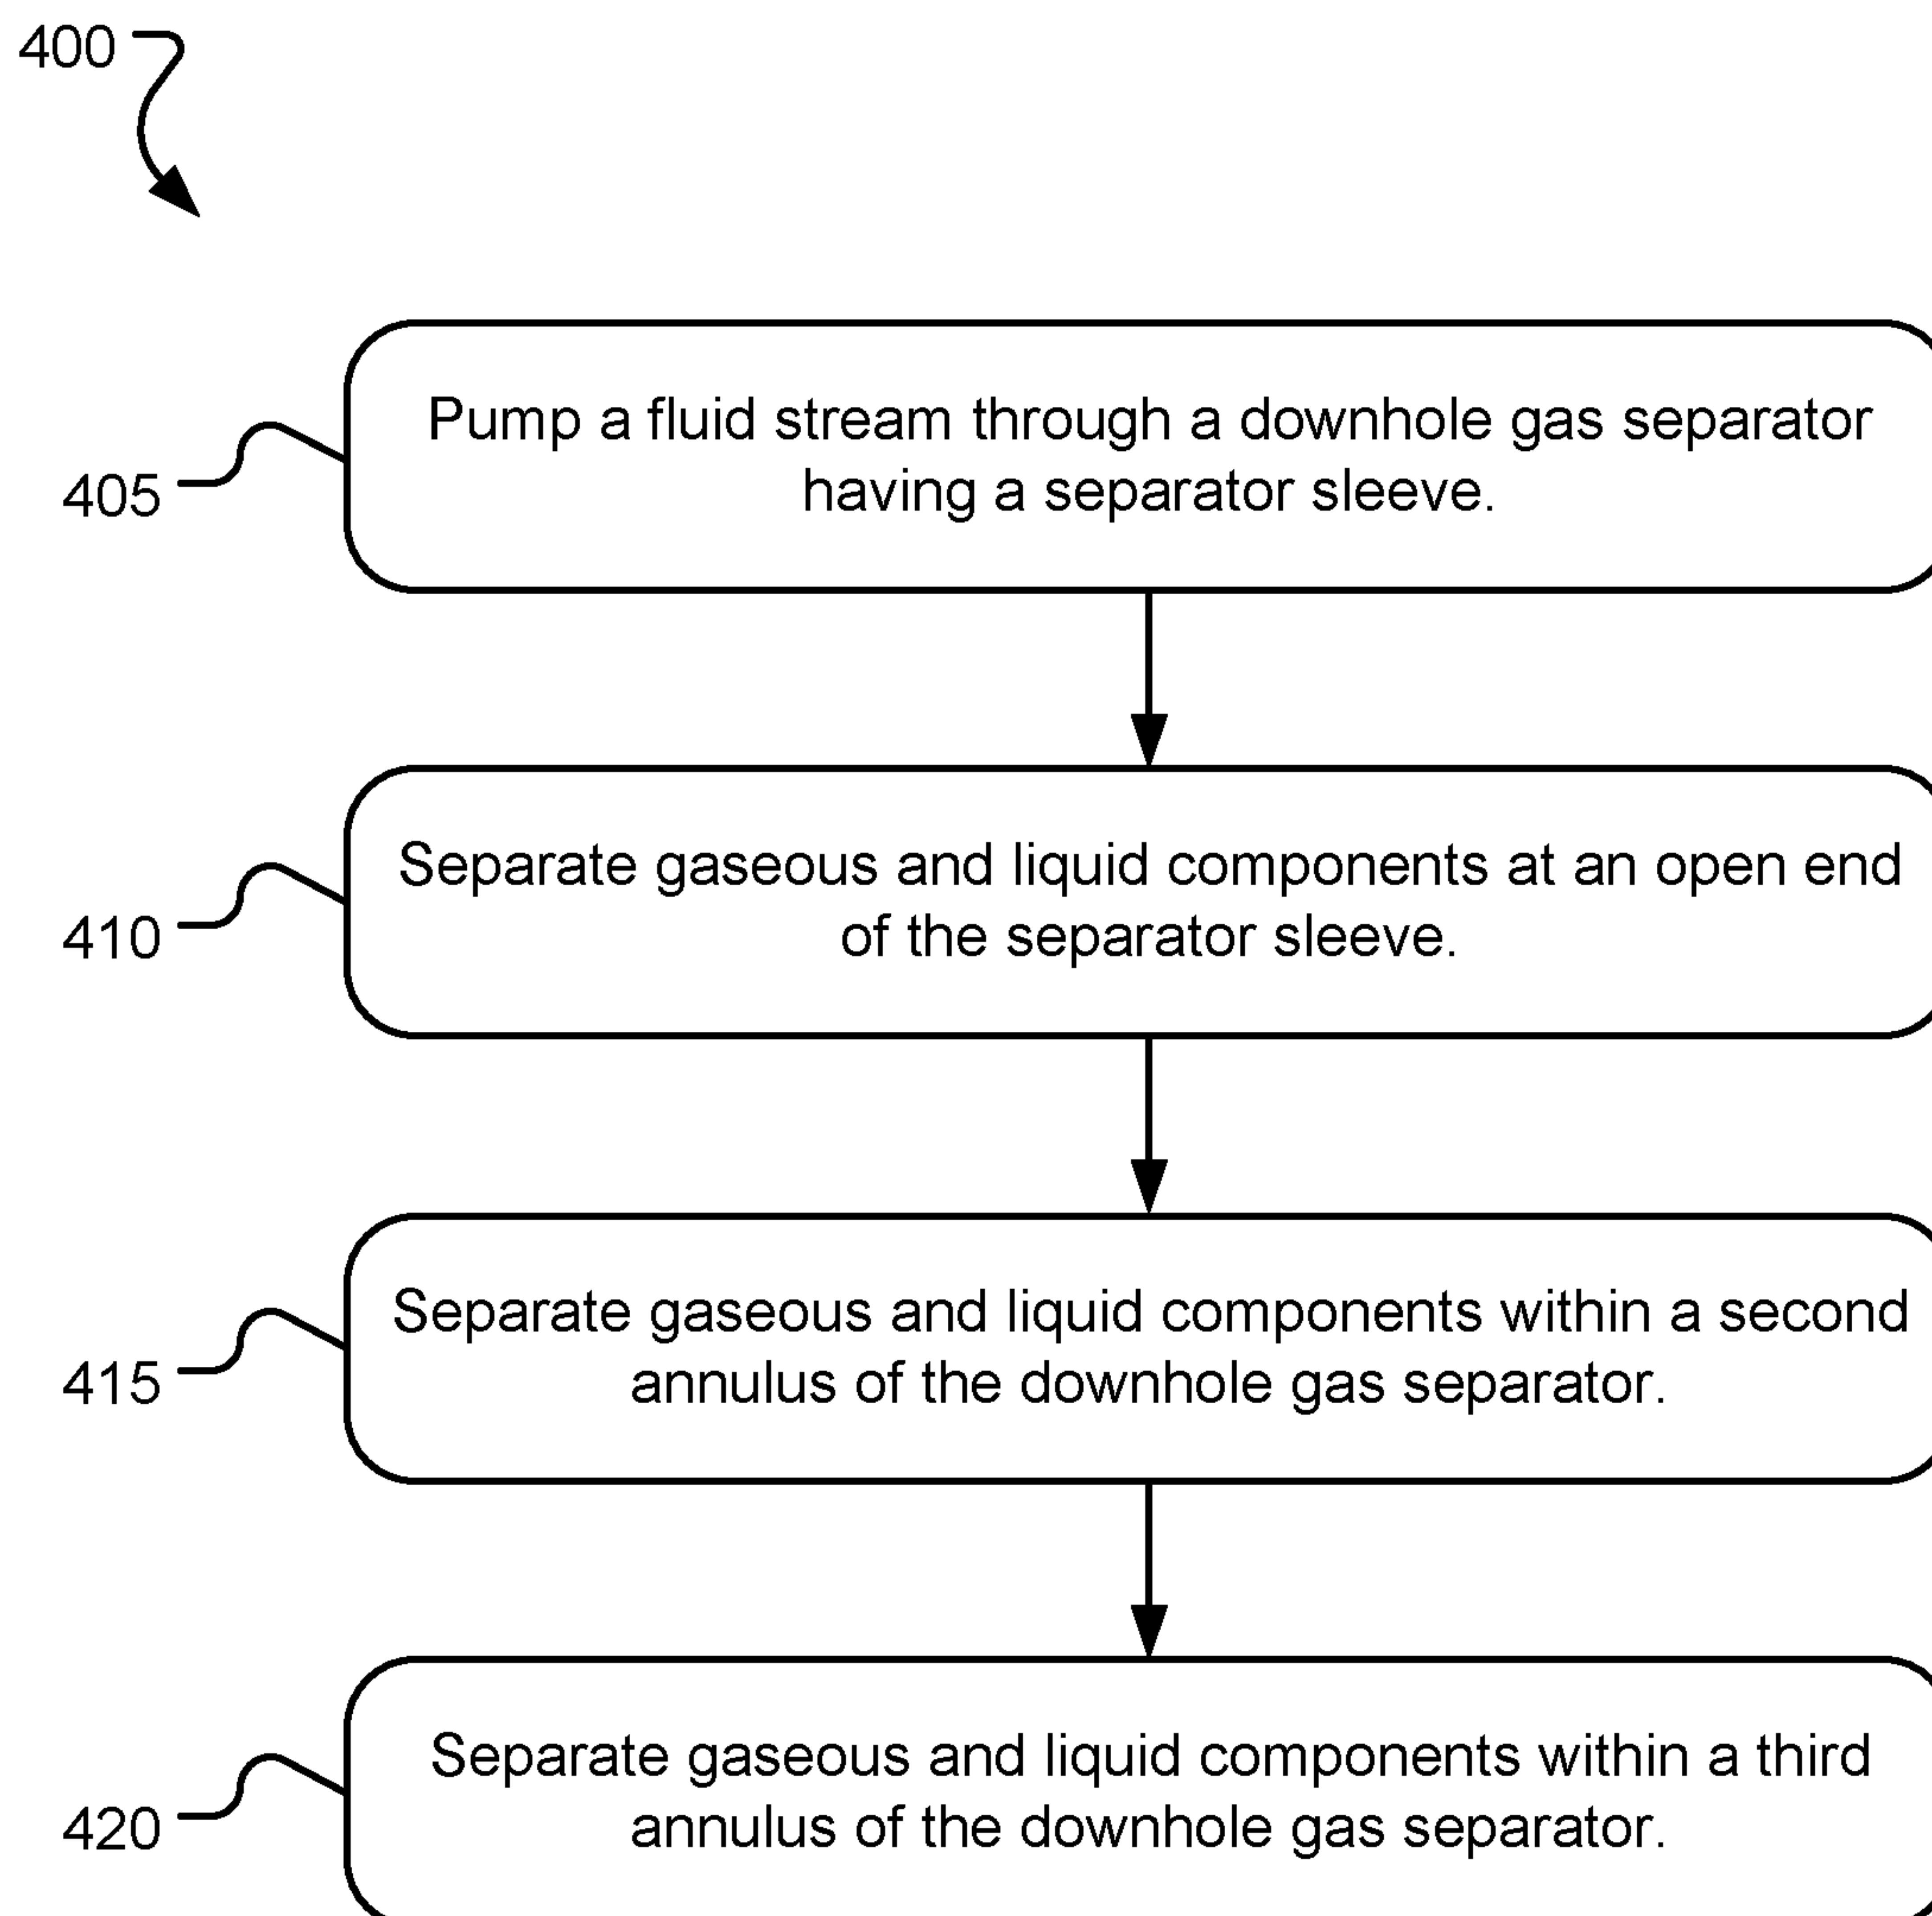 400
Pump a fluid stream through a downhole gas separator
having a separator sleeve.
405
Separate gaseous and liquid components at an open end
of the separator sleeve.
410
Separate gaseous and liquid components within a second
annulus of the downhole gas separator.
415
Separate gaseous and liquid components within a third
annulus of the downhole gas separator.
420